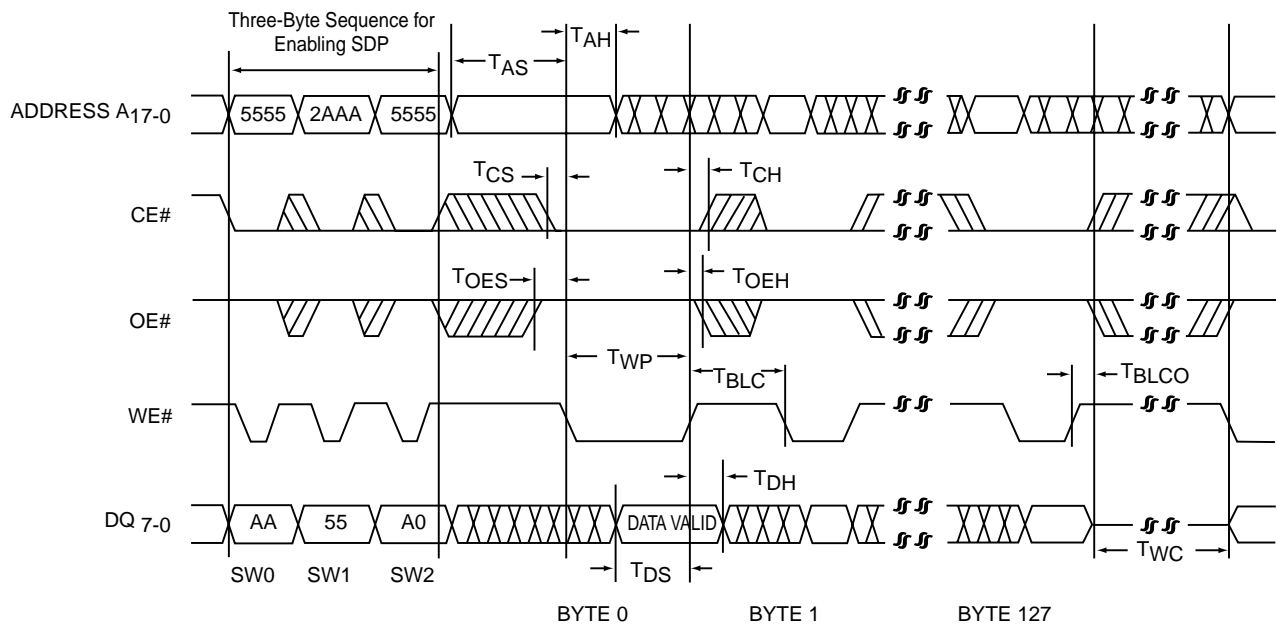 Three-Byte Sequence for
Enabling SDP
TAH
TAS
ADDRESS A17-0
5555
2AAA
5555
TCS
TCH
CE#
TOES
TOEH
OE#
TWP
TBLC
TBLCO
WE#
TDH
DQ 7-0
AA
55
A0
DATA VALID
SW0
SW1
SW2
TDS
TWC
BYTE 0
BYTE 1
BYTE 127